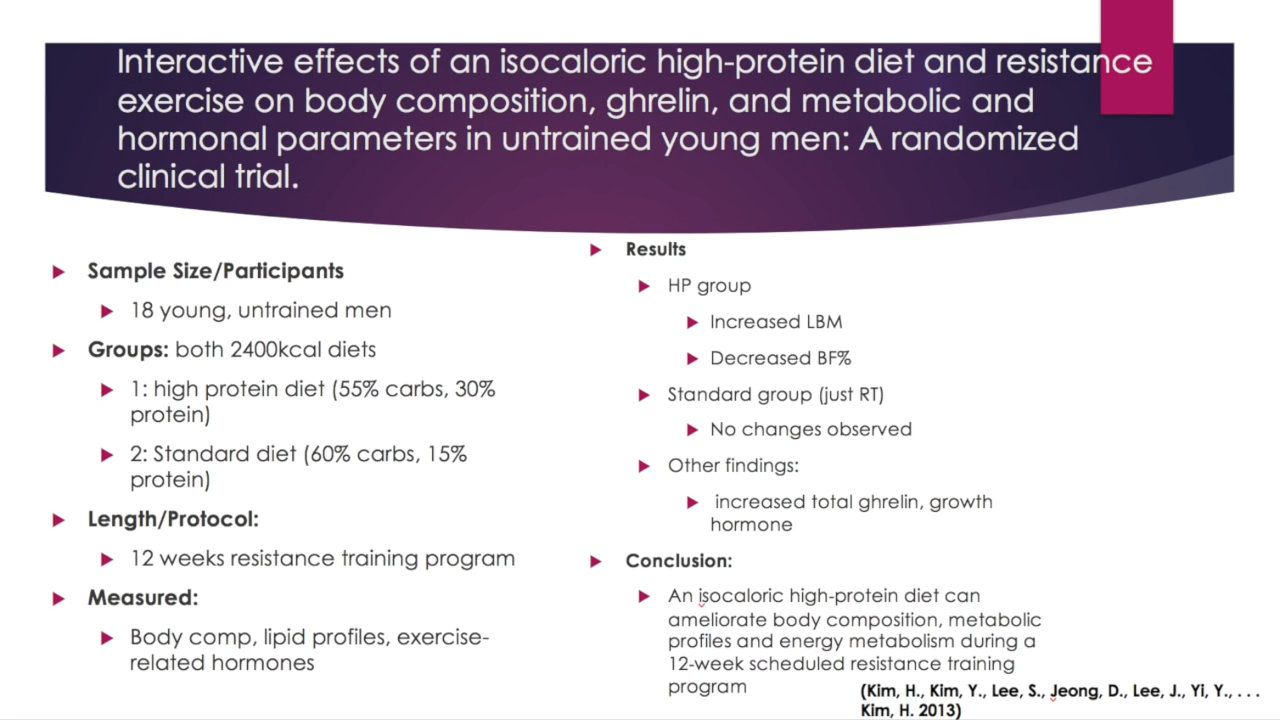 Interactive effects of an isocaloric high-protein diet and resistance
exercise on body composition, ghrelin, and metabolic and
hormonal parameters in untrained young men: A randomized
clinical trial.
Sample Size/Participants
18 young, untrained men
Groups: both 2400kcal diets
1: high protein diet (55% carbs, 30%
protein)
2: Standard diet (60% carbs, 15%
protein)
Length/Protocol:
12 weeks resistance training program
Measured:
Body comp, lipid profiles, exercise-
related hormones
Results
HP group
Increased LBM
Decreased BF%
Standard group (just RT)
No changes observed
Other findings:
increased total ghrelin, growth
hormone
Conclusion:
An isocaloric high-protein diet can
ameliorate body composition, metabolic
profiles and energy metabolism during a
12-week scheduled resistance training
program
(Kim, H., Kim, Y., Lee, S., Jeong, D., Lee, J., Yi, Y., . . .
Kim, H. 2013)